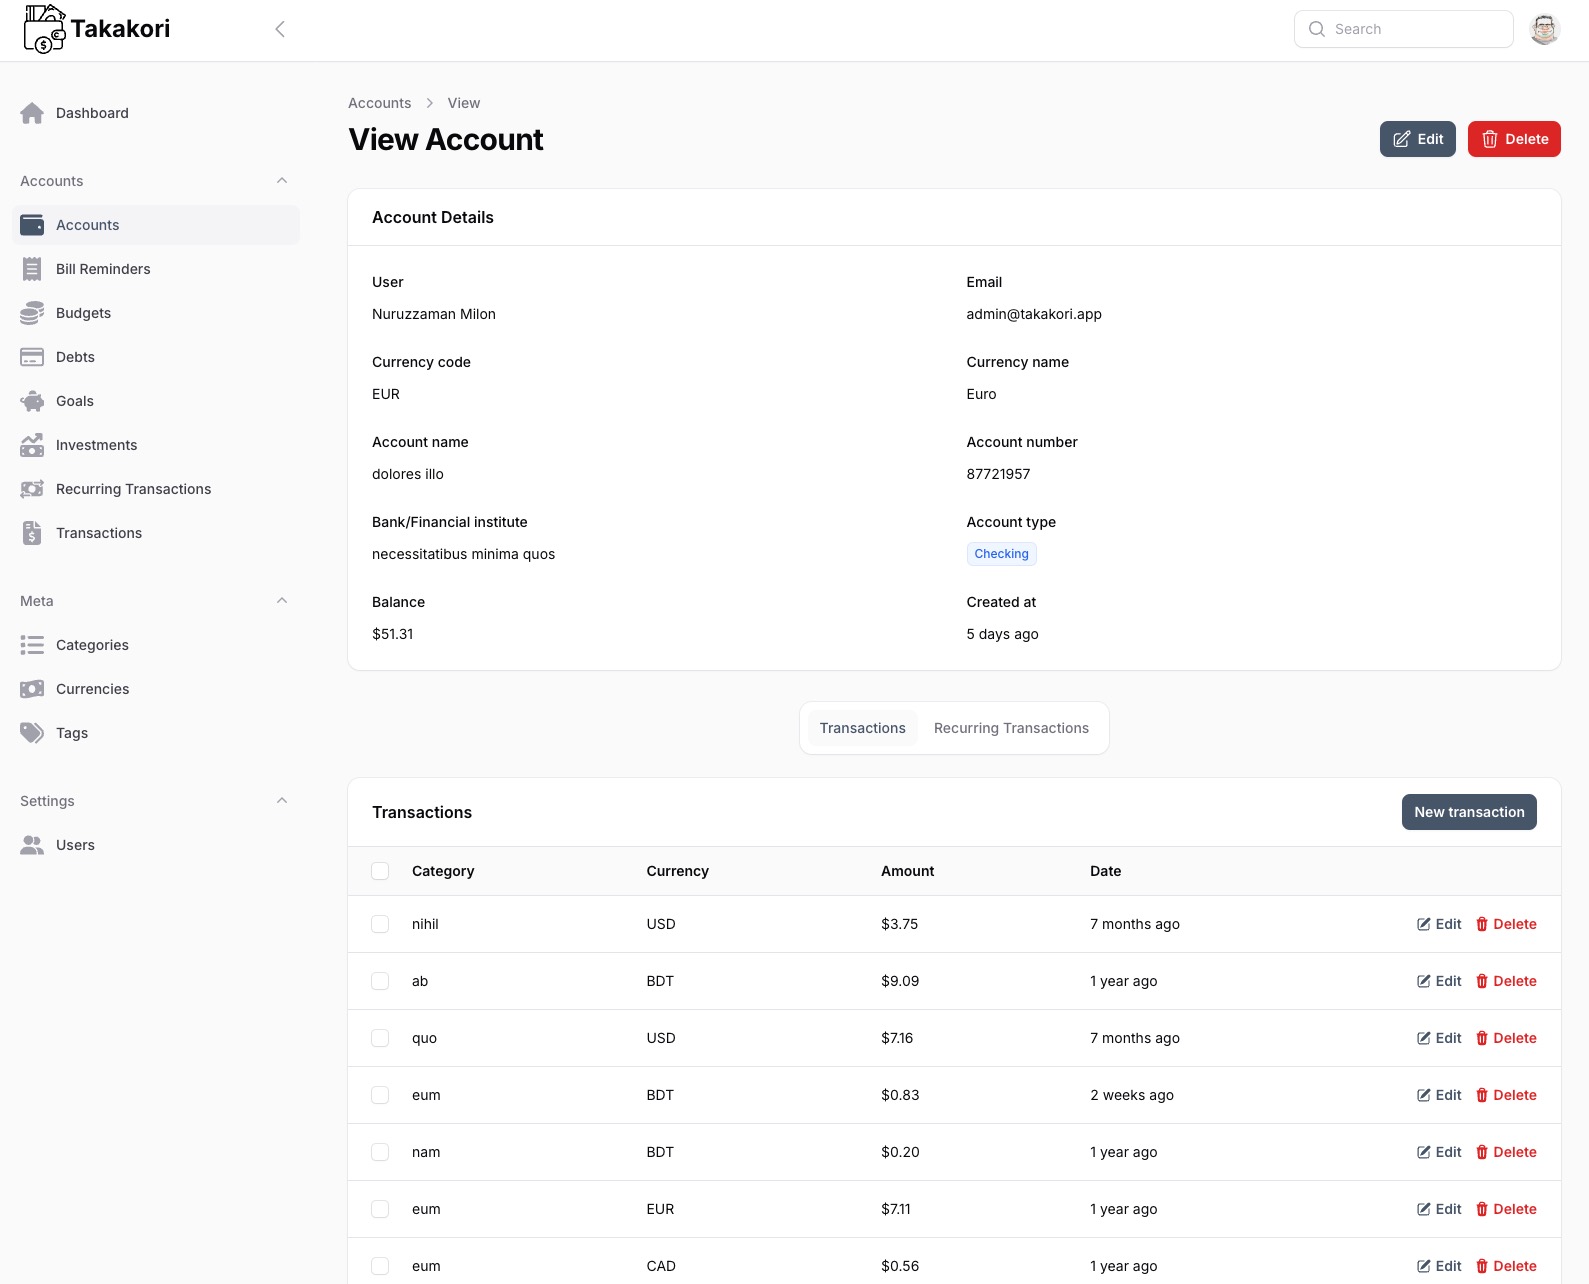 Takakori
Search
Dashboard
Accounts
Accounts
Bill Reminders
Budgets
Debts
Goals
Investments
Recurring Transactions
Transactions
Meta
Categories
Currencies
Tags
Settings
Users
Accounts > View
View Account
Edit Delete
Account Details
User Email
Nuruzzaman Milon admin@takakori.app
Currency code Currency name
EUR Euro
Account name Account number
dolores illo 87721957
Bank/Financial institute Account type
necessitatibus minima quos Checking
Balance Created at
$51.31 5 days ago
Transactions Recurring Transactions
Transactions New transaction
Category Currency Amount Date
nihil USD $3.75 7 months ago Edit Delete
ab BDT $9.09 1 year ago Edit Delete
quo USD $7.16 7 months ago Edit Delete
eum BDT $0.83 2 weeks ago Edit Delete
nam BDT $0.20 1 year ago Edit Delete
eum EUR $7.11 1 year ago Edit Delete
eum CAD $0.56 1 year ago Edit Delete